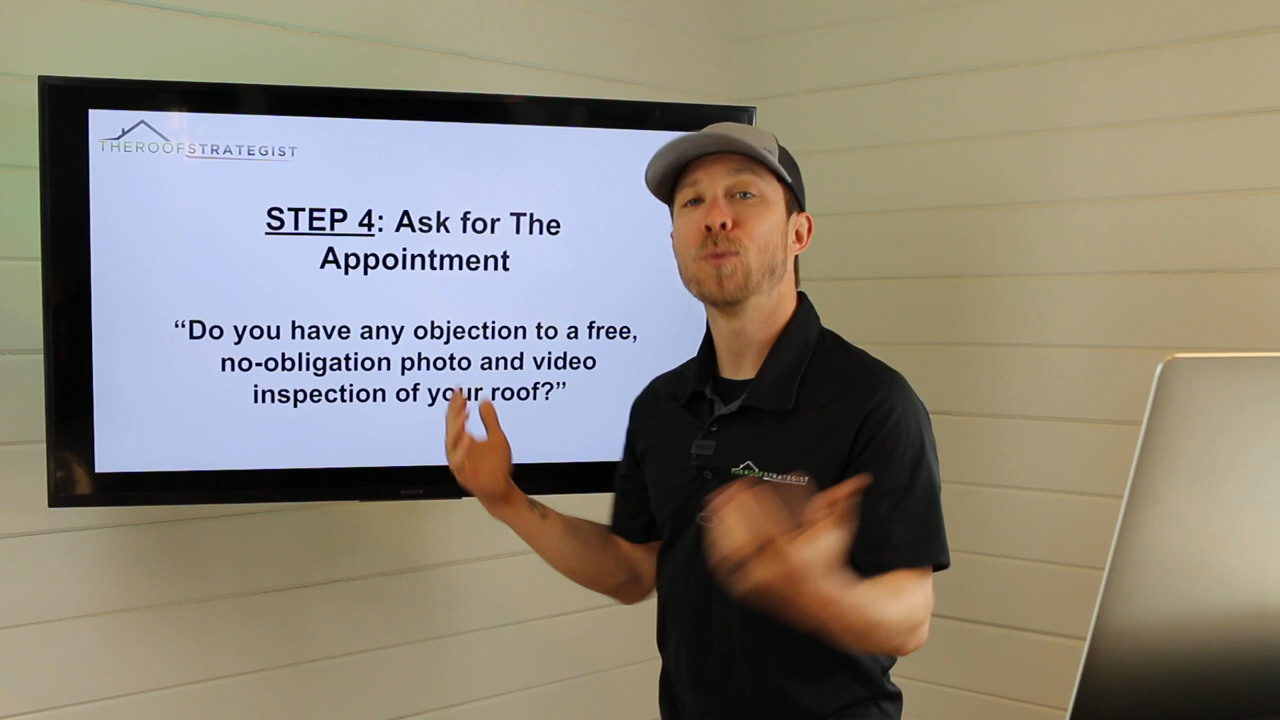 THEROOFSTRATEGIST
STEP 4: Ask for The
Appointment
“Do you have any objection to a free,
no-obligation photo and video
inspection of your roof?”
THEROOFSTRATEGIST
SONY